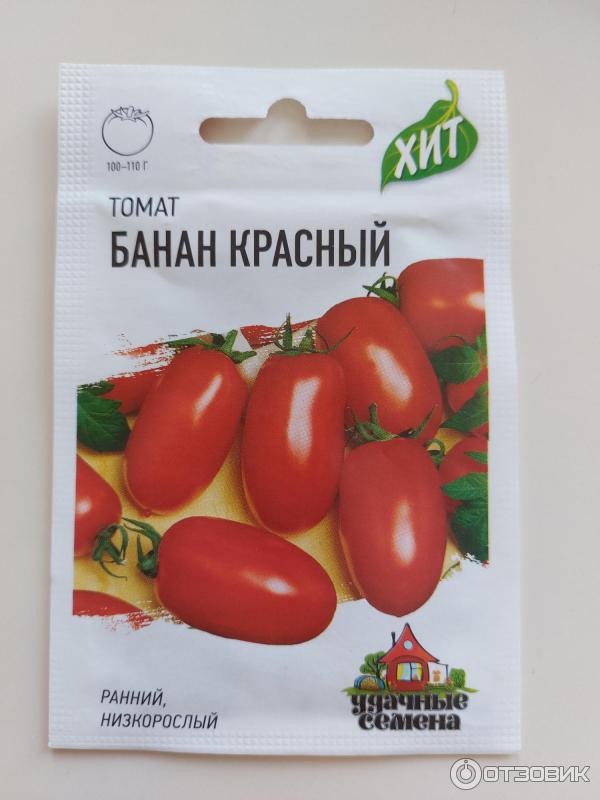 ХИТ
100–110 Г
ТОМАТ
БАНАН КРАСНЫЙ
РАННИЙ,
НИЗКОРОСЛЫЙ
удачные
семена
ОТЗОВИК